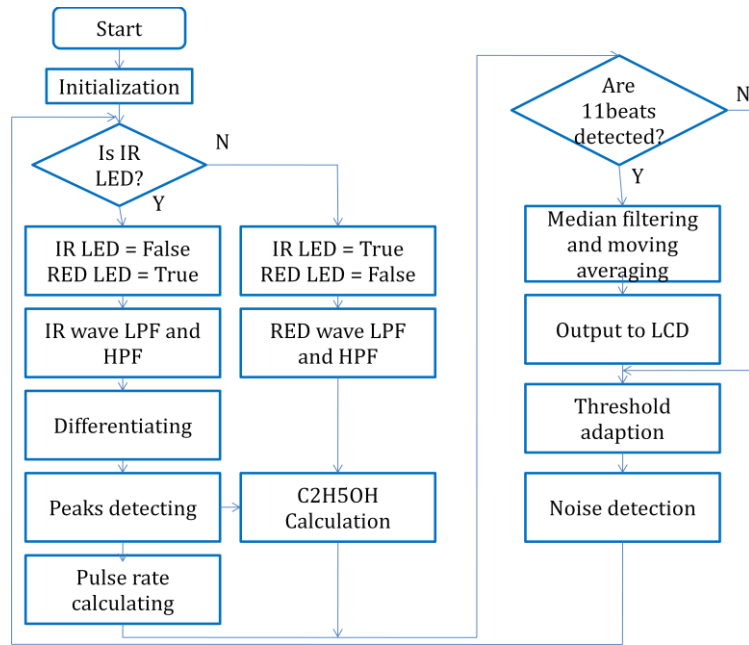 Start
Initialization
Is IR
LED?
N
Y
IR LED = False
RED LED = True
IR LED = True
RED LED = False
IR wave LPF and
HPF
RED wave LPF
and HPF
Differentiating
Peaks detecting
C2H5OH
Calculation
Pulse rate
calculating
Are
11beats
detected?
N
Y
Median filtering
and moving
averaging
Output to LCD
Threshold
adaption
Noise detection